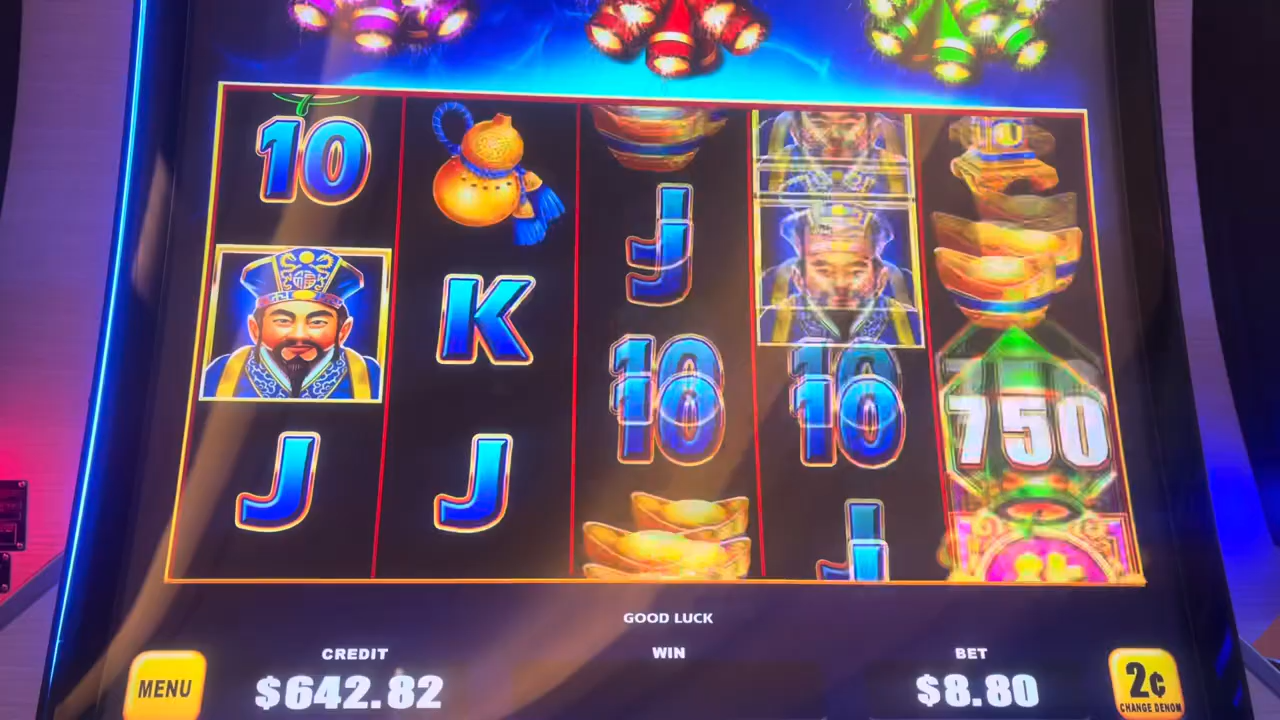 10
J
K
10
10
750
J
J
J
GOOD LUCK
CREDIT
WIN
BET
MENU
$642.82
$8.80
2¢
CHANGE DENOM